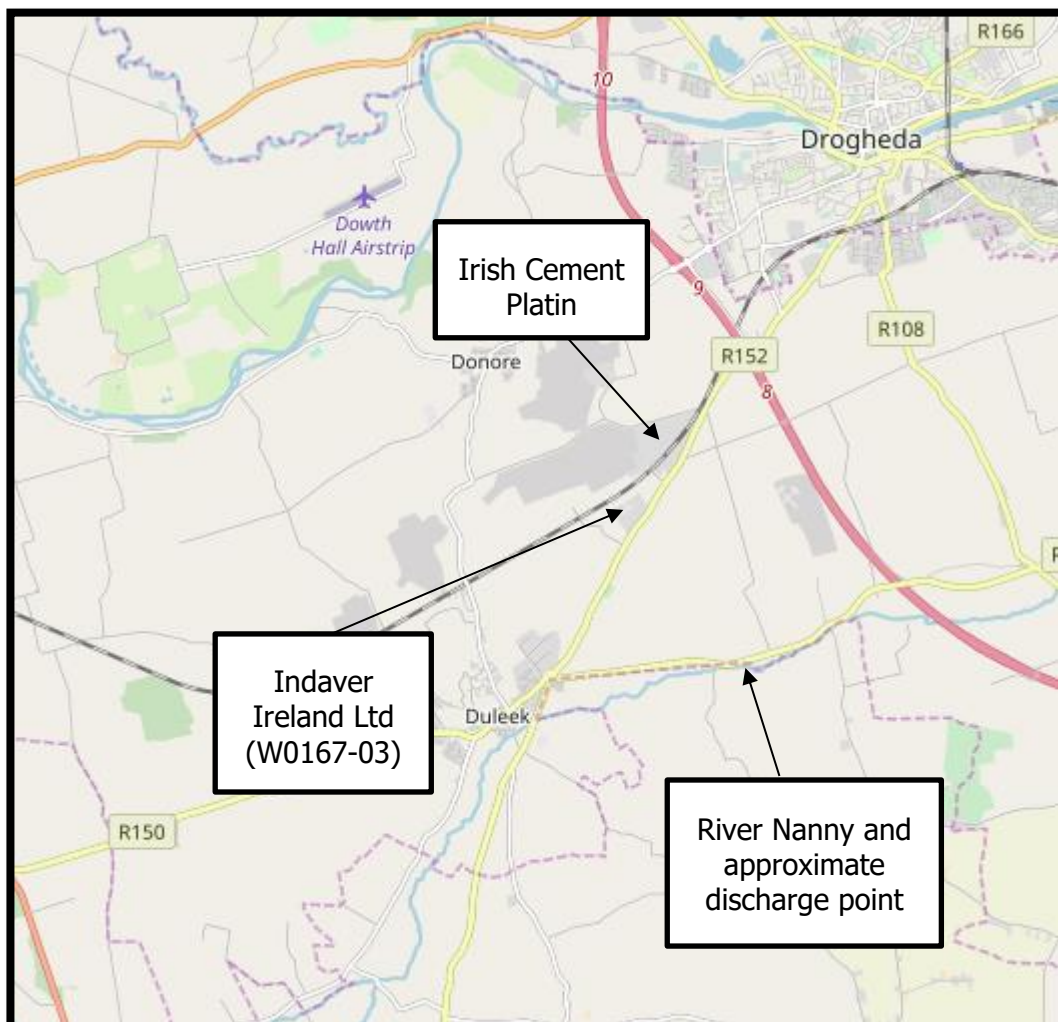 R166
10
Drogheda
Dowth
Hall Airstrip
Irish Cement
Platin
9
R108
R152
Donore
8
R
Indaver
Ireland Ltd
(W0167-03)
Duleek
R150
River Nanny and
approximate
discharge point